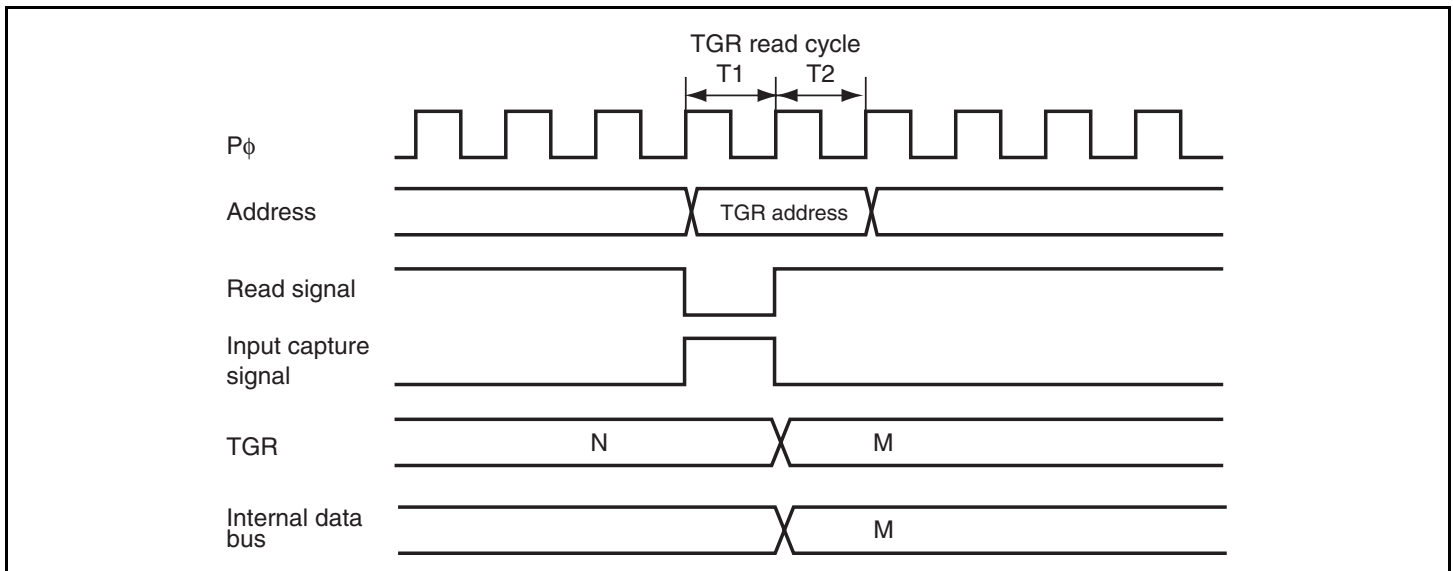 TGR read cycle
T1 T2
Pϕ
Address
TGR address
Read signal
Input capture
signal
TGR
N
M
Internal data
bus
M